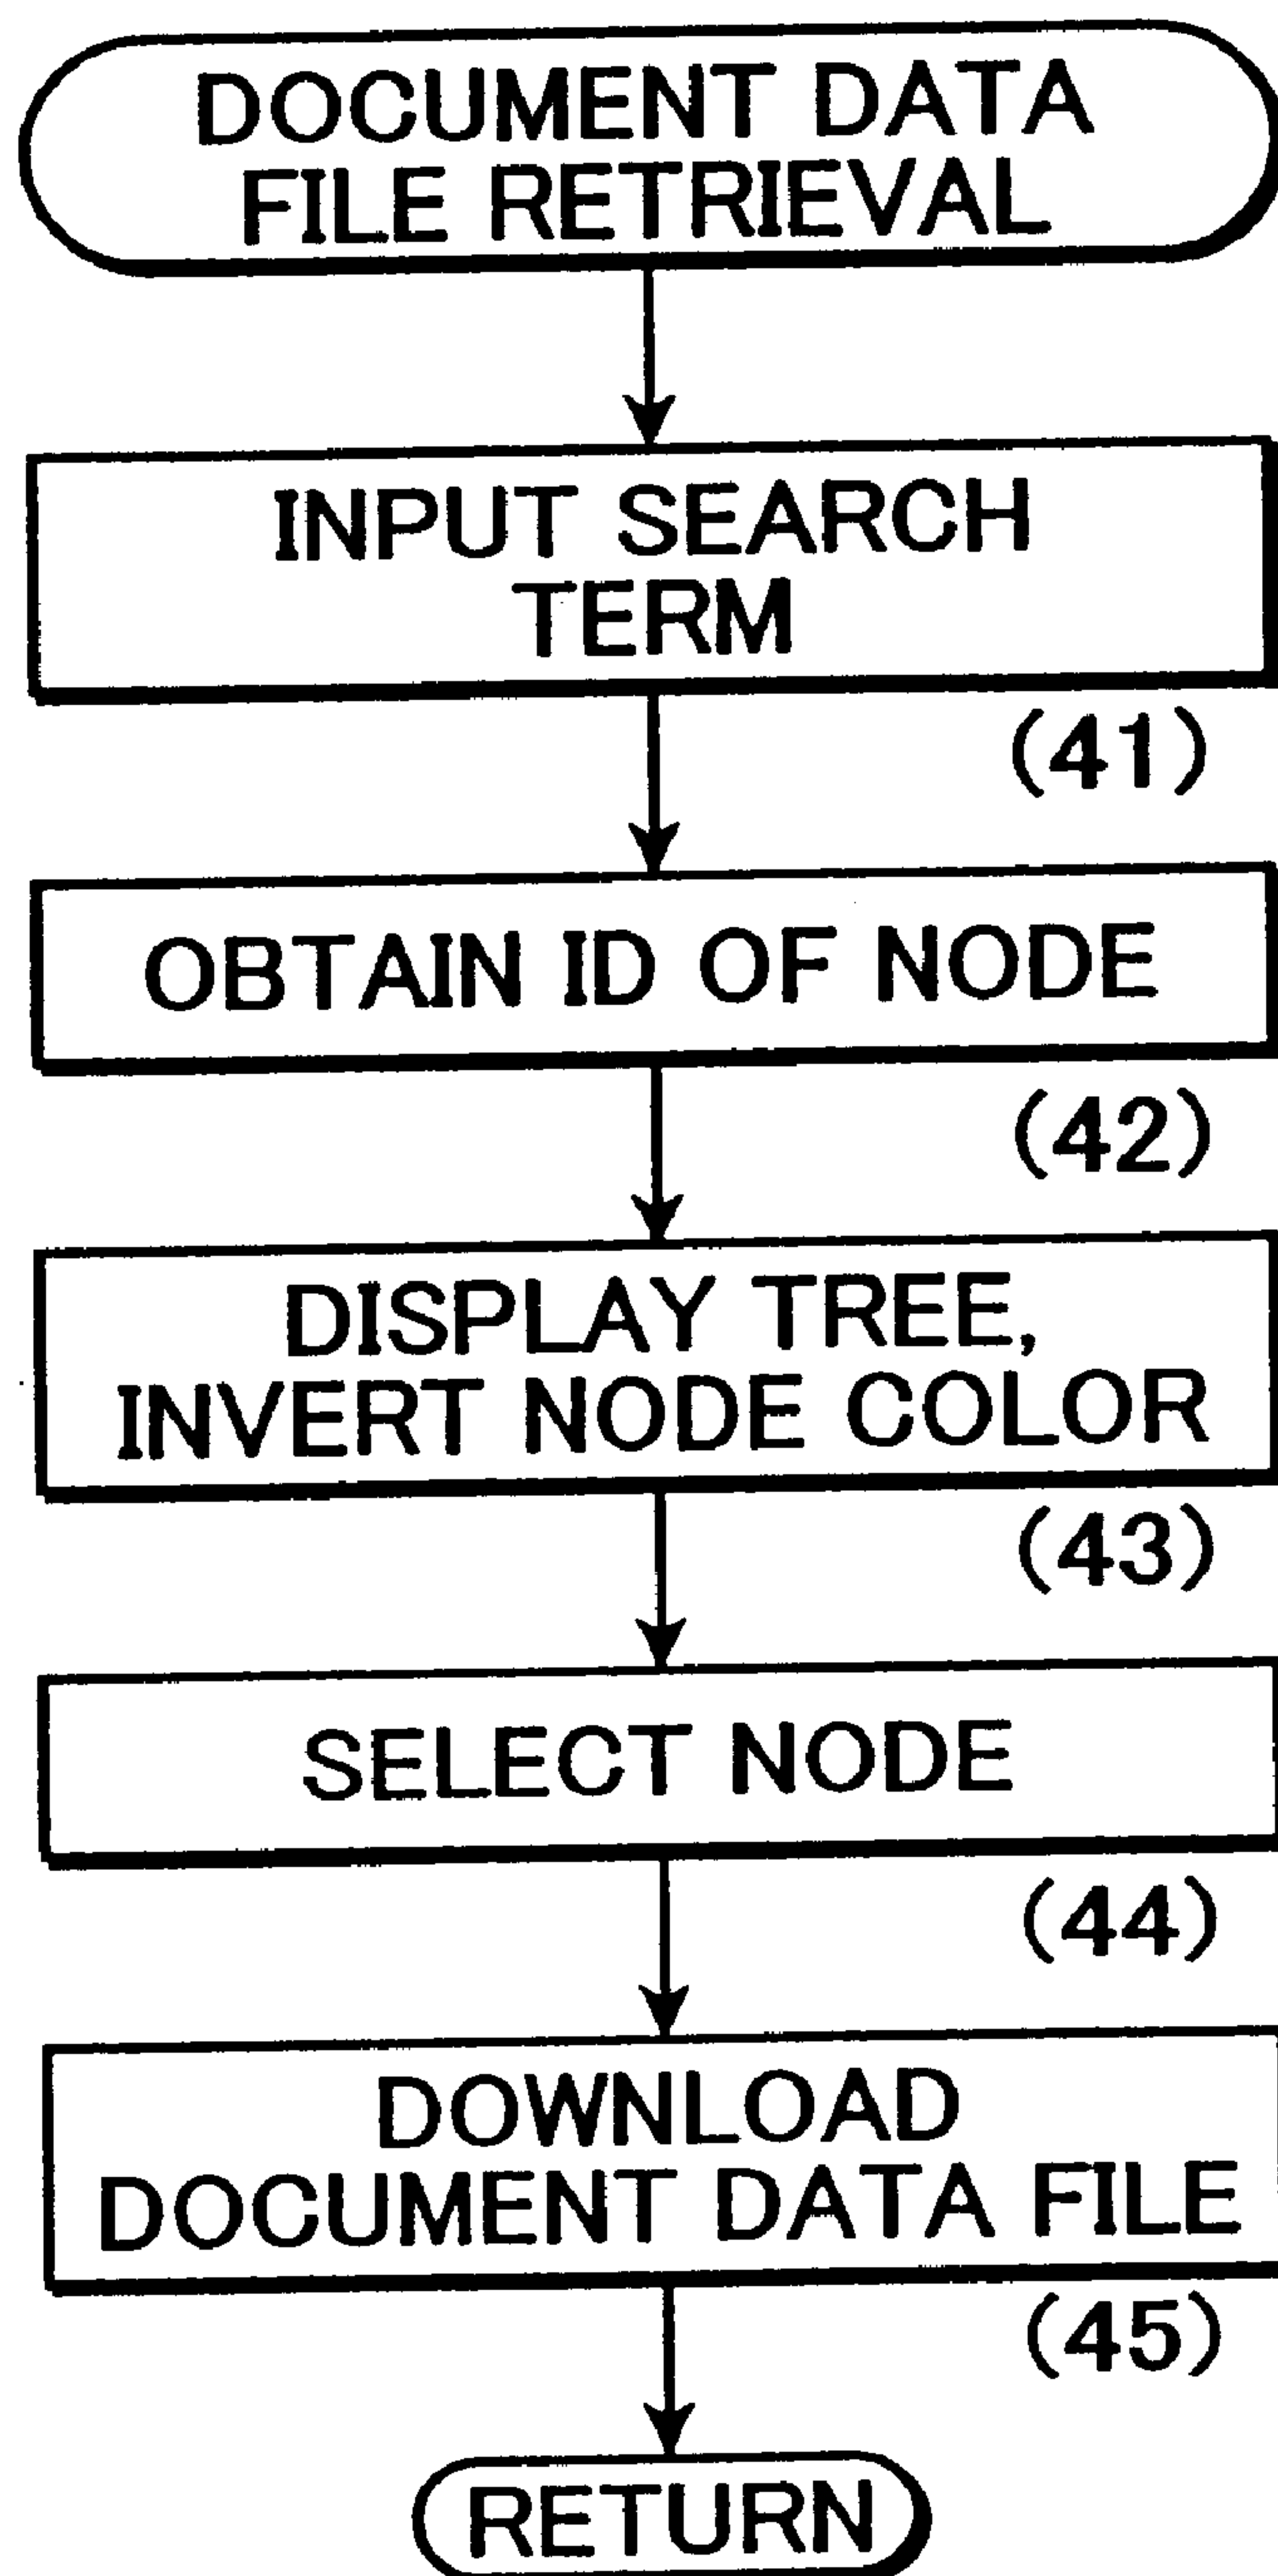 DOCUMENT DATA
FILE RETRIEVAL
INPUT SEARCH
TERM
(41)
OBTAIN ID OF NODE
(42)
DISPLAY TREE,
INVERT NODE COLOR
(43)
SELECT NODE
(44)
DOWNLOAD
DOCUMENT DATA FILE
(45)
RETURN